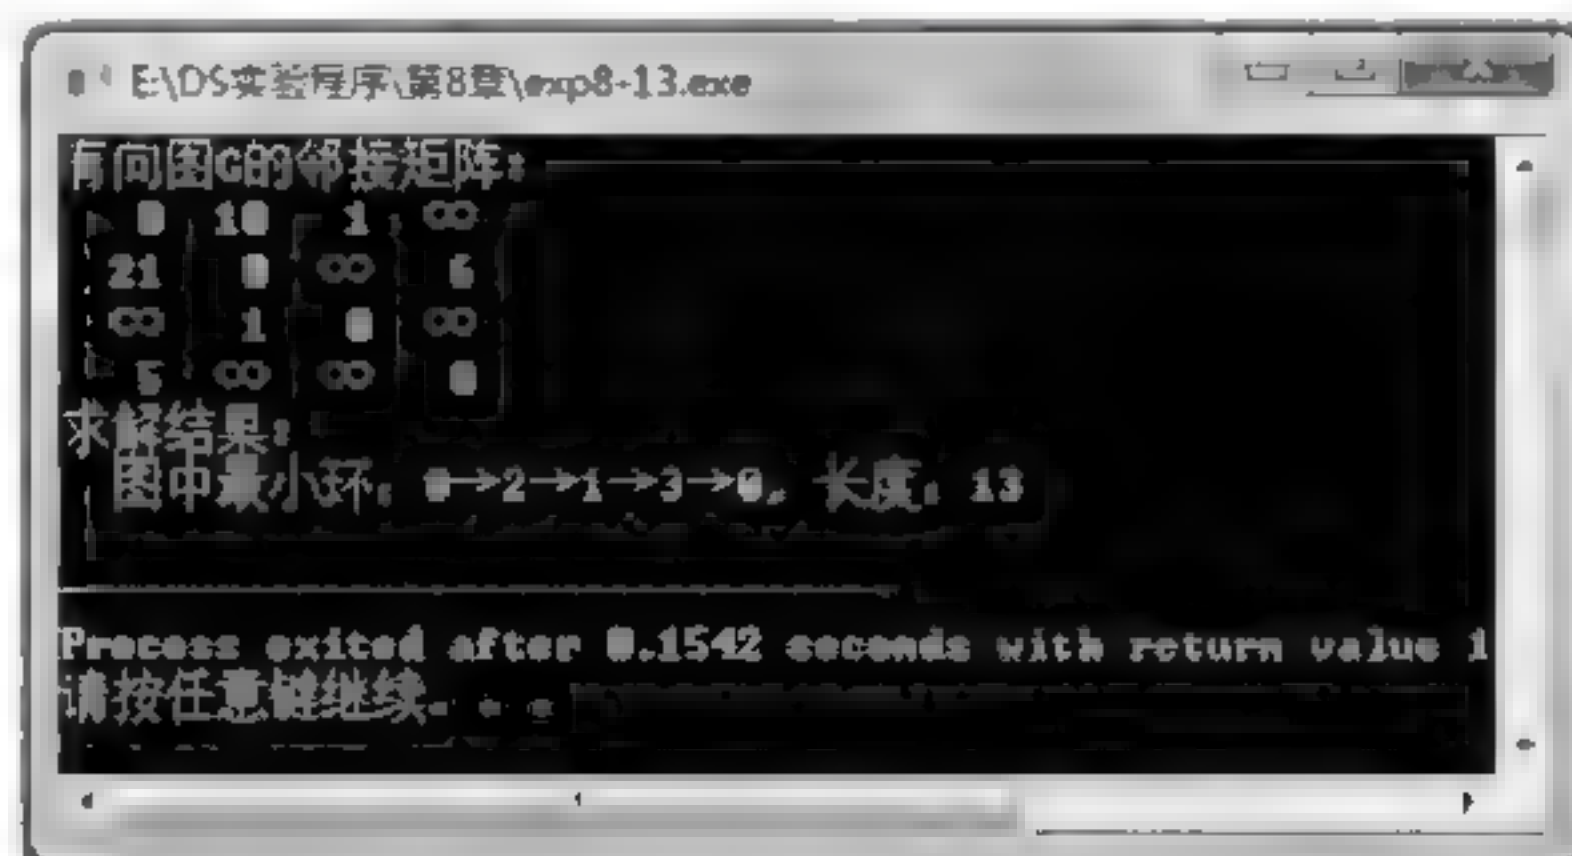 E:\DS实验程序\第8章\exp8-13.exe
有向图G的邻接矩阵:
0 10 1 ∞
21 0 ∞ 6
∞ 1 0 ∞
5 ∞ ∞ 0
求解结果:
图中最小环: 0→2→1→3→0, 长度: 13
Process exited after 0.1542 seconds with return value 1
请按任意键继续. . .